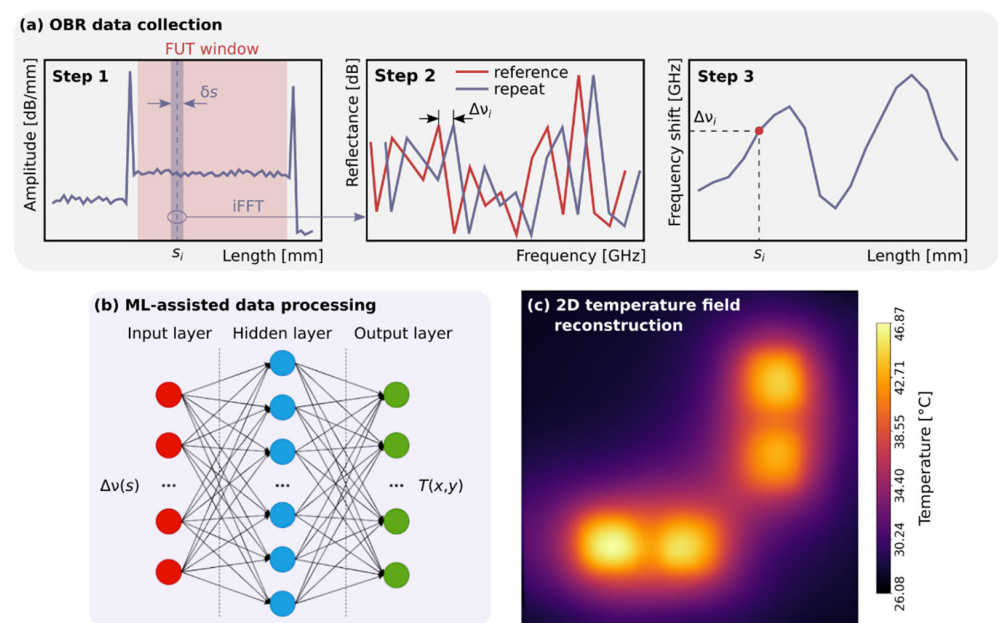 (a) OBR data collection
FUT window
Step 1
δs
iFFT
Amplitude [dB/mm]
sᵢ
Length [mm]
Step 2
reference
repeat
Δνᵢ
Reflectance [dB]
Frequency [GHz]
Step 3
Δνᵢ
Frequency shift [GHz]
sᵢ
Length [mm]
(b) ML-assisted data processing
Input layer
Hidden layer
Output layer
Δν(s)
...
...
...
T(x,y)
(c) 2D temperature field
reconstruction
46.87
42.71
38.55
34.40
30.24
26.08
Temperature [°C]